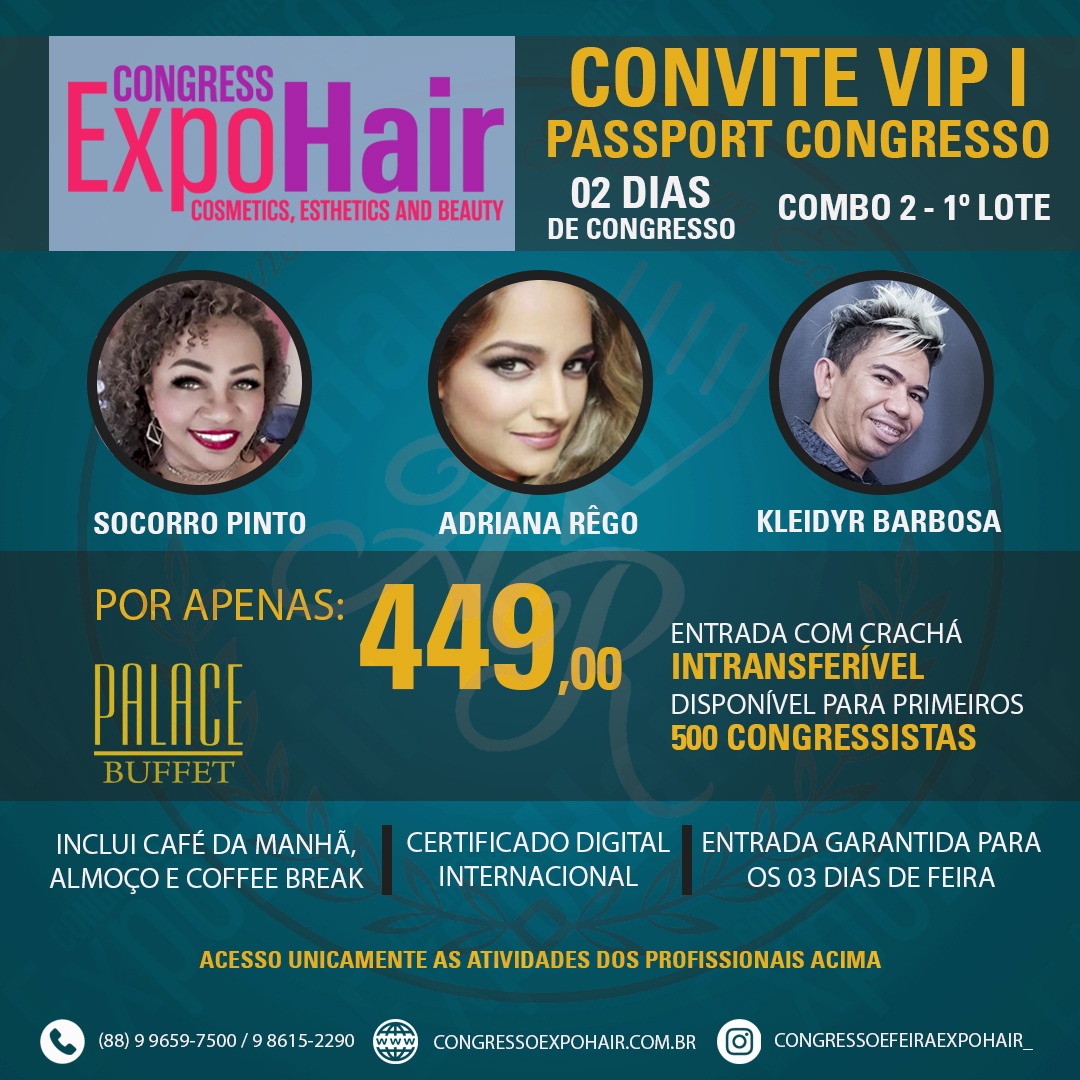 CONGRESS
ExpoHair
COSMETICS, ESTHETICS AND BEAUTY
CONVITE VIP I
PASSPORT CONGRESSO
02 DIAS
DE CONGRESSO
COMBO 2 - 1º LOTE
SOCORRO PINTO
ADRIANA RÊGO
KLEIDYR BARBOSA
POR APENAS:
449,00
PALACE
BUFFET
ENTRADA COM CRACHÁ
INTRANSFERÍVEL
DISPONÍVEL PARA PRIMEIROS
500 CONGRESSISTAS
INCLUI CAFÉ DA MANHÃ,
ALMOÇO E COFFEE BREAK
CERTIFICADO DIGITAL
INTERNACIONAL
ENTRADA GARANTIDA PARA
OS 03 DIAS DE FEIRA
ACESSO UNICAMENTE AS ATIVIDADES DOS PROFISSIONAIS ACIMA
(88) 9 9659-7500 / 9 8615-2290
WWW
CONGRESSOEXPOHAIR.COM.BR
CONGRESSOEFEIRAEXPOHAIR_